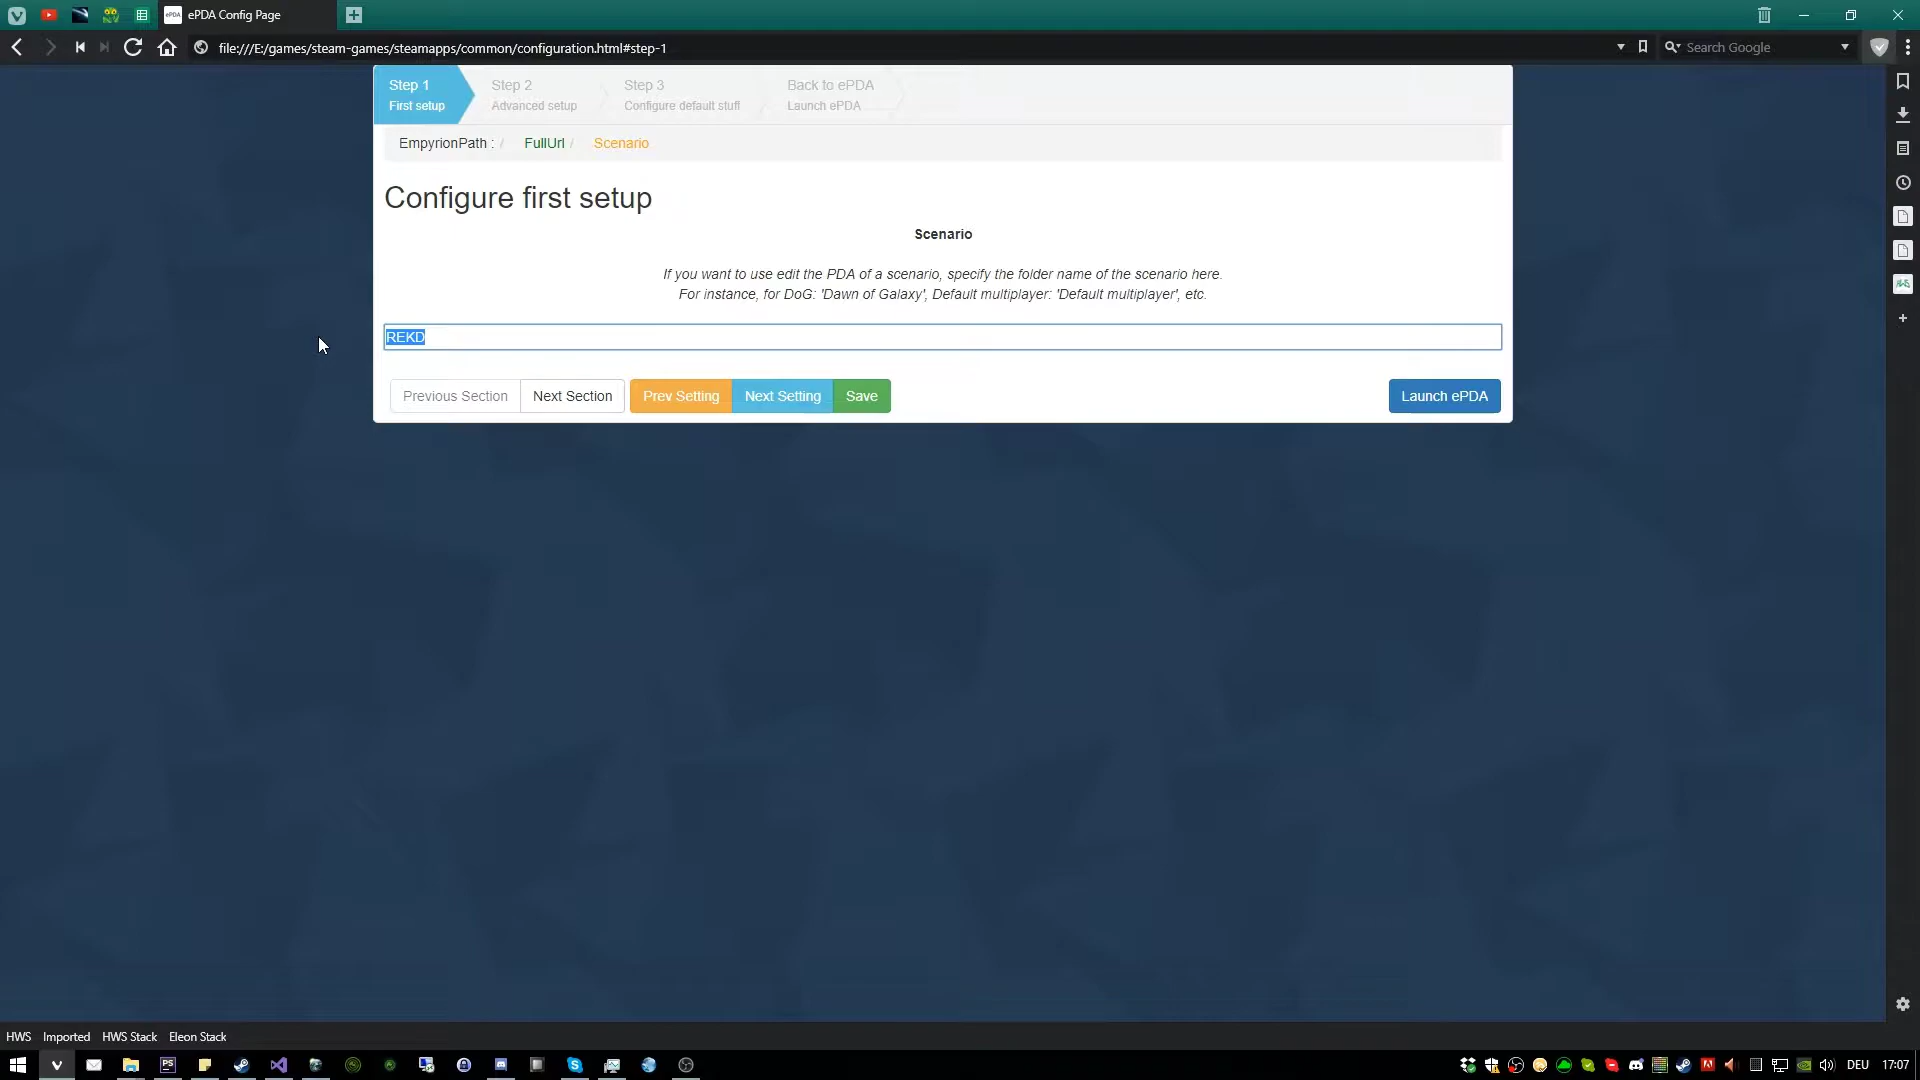 ePDA ePDA Config Page
file:///E:/games/steam-games/steamapps/common/configuration.html#step-1
Search Google
Step 1
First setup
Step 2
Advanced setup
Step 3
Configure default stuff
Back to ePDA
Launch ePDA
EmpyrionPath : / FullUrl / Scenario
Configure first setup
Scenario
If you want to use edit the PDA of a scenario, specify the folder name of the scenario here.
For instance, for DoG: 'Dawn of Galaxy', Default multiplayer: 'Default multiplayer', etc.
REKD
Previous Section Next Section Prev Setting Next Setting Save Launch ePDA
HWS Imported HWS Stack Eleon Stack
DEU 17:07